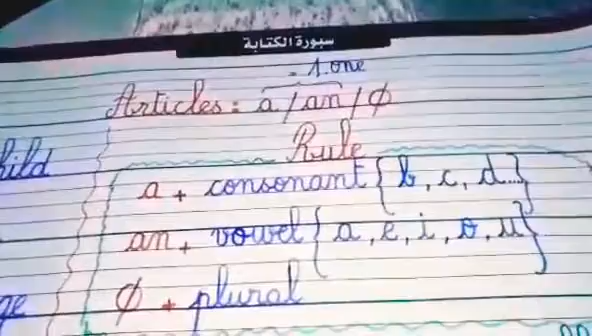 سبورة الكتابة
= 1. one
Articles: a / an / ϕ
Rule
a + consonant { b, c, d...}
an + vowel { a, e, i, o, u }
ϕ + plural